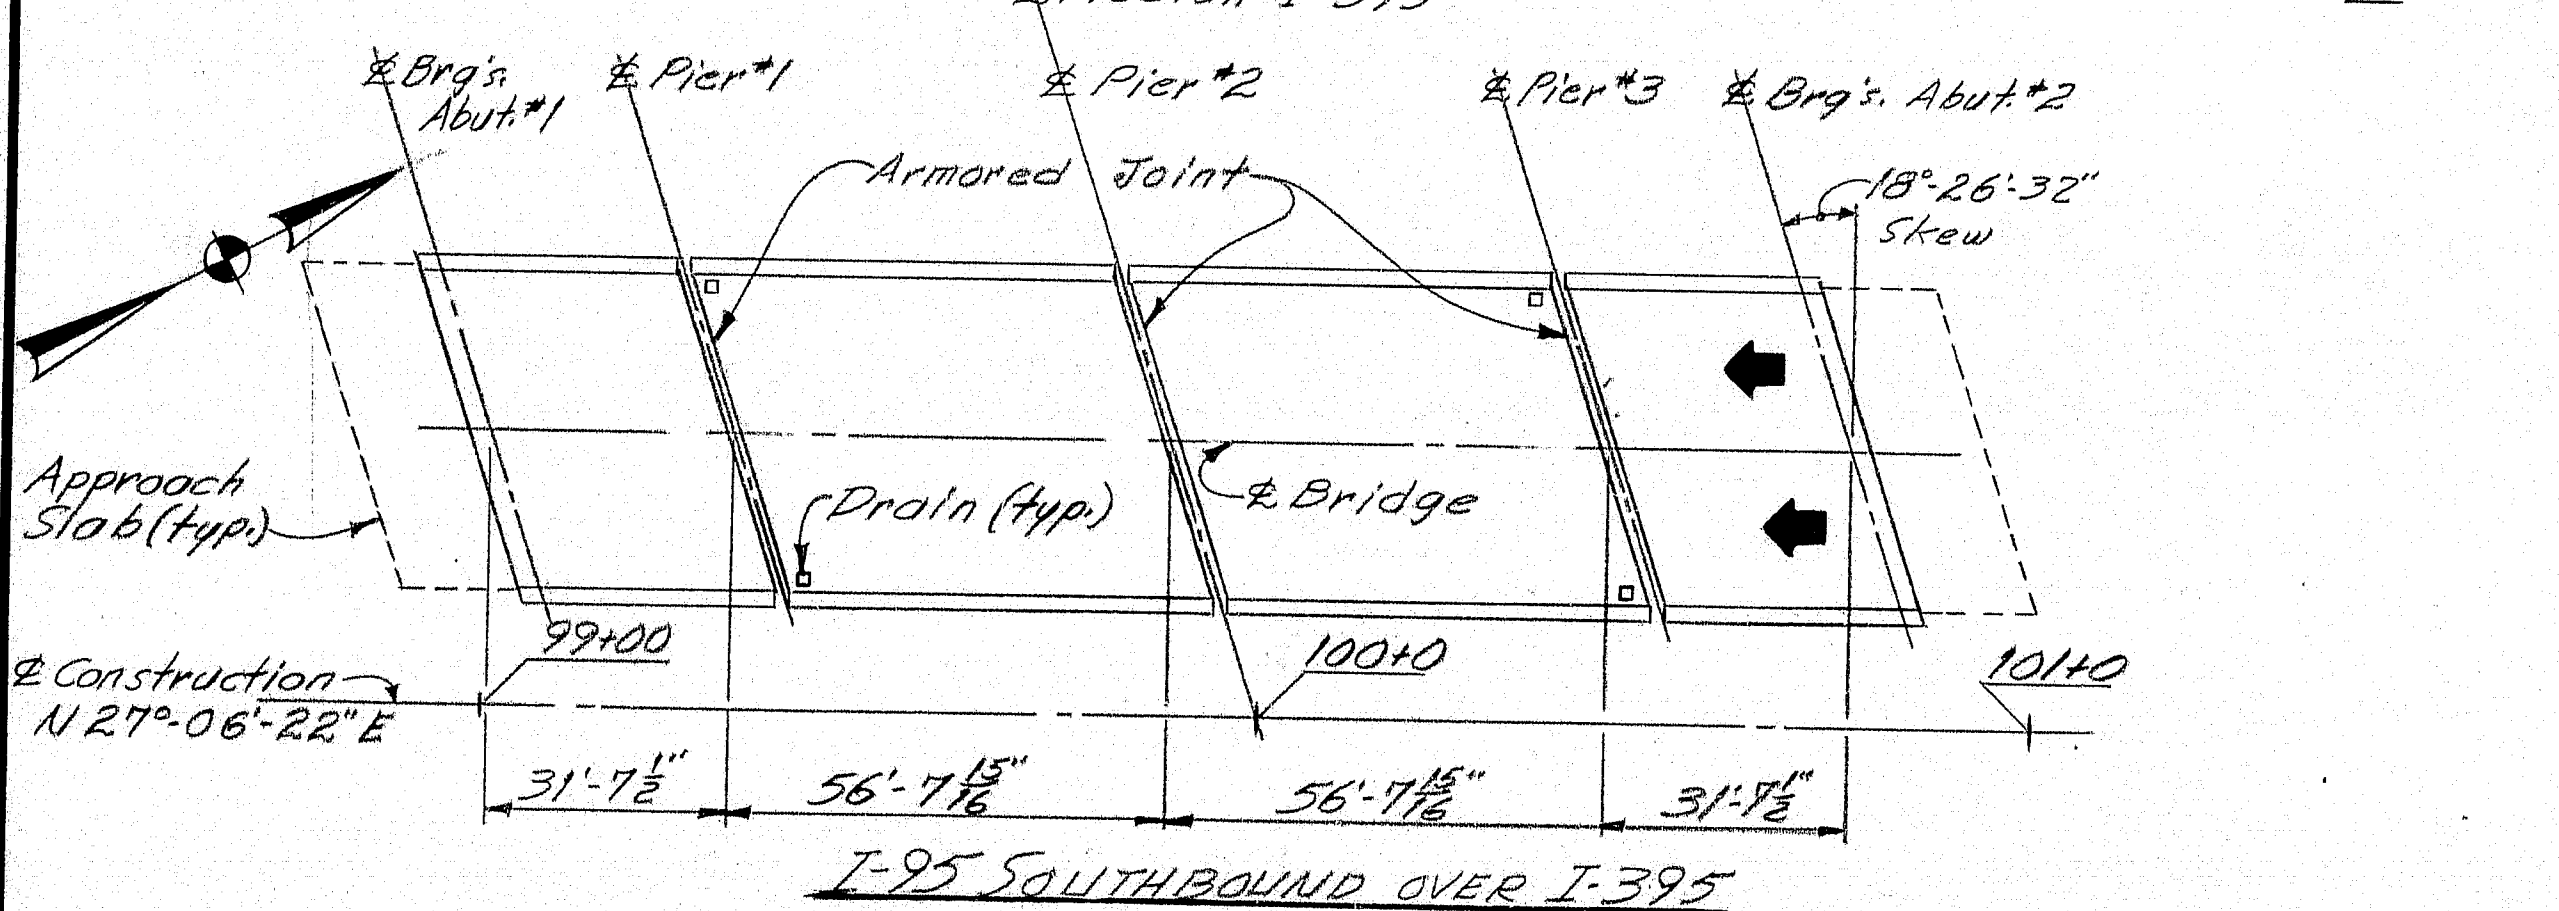 ℄ Brg's.
Abut. #1
℄ Pier #1
℄ Pier #2
℄ Pier #3
℄ Brg's. Abut. #2
Armored Joint
18°-26'-32"
Skew
Approach
Slab (typ.)
Drain (typ.)
℄ Bridge
99+00
100+0
101+0
℄ Construction
N 27°-06'-22" E
31'-7 1/2"
56'-7 15/16"
56'-7 15/16"
31'-7 1/2"
I-95 SOUTHBOUND OVER I-395